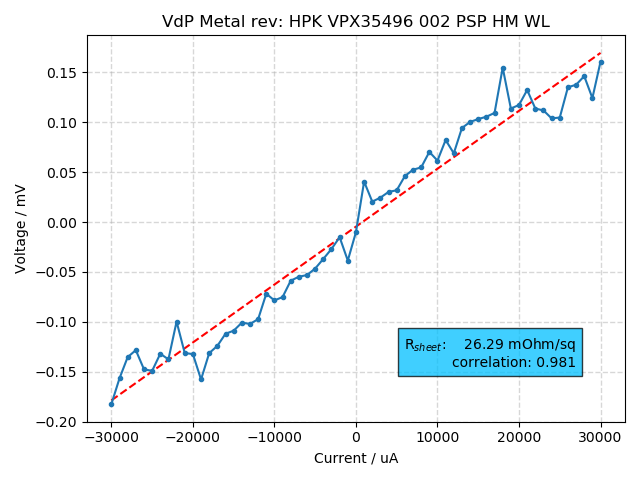 VdP Metal rev: HPK VPX35496 002 PSP HM WL
Voltage / mV
0.15
0.10
0.05
0.00
−0.05
−0.10
−0.15
−0.20
R_sheet: 26.29 mOhm/sq
correlation: 0.981
−30000 −20000 −10000 0 10000 20000 30000
Current / uA